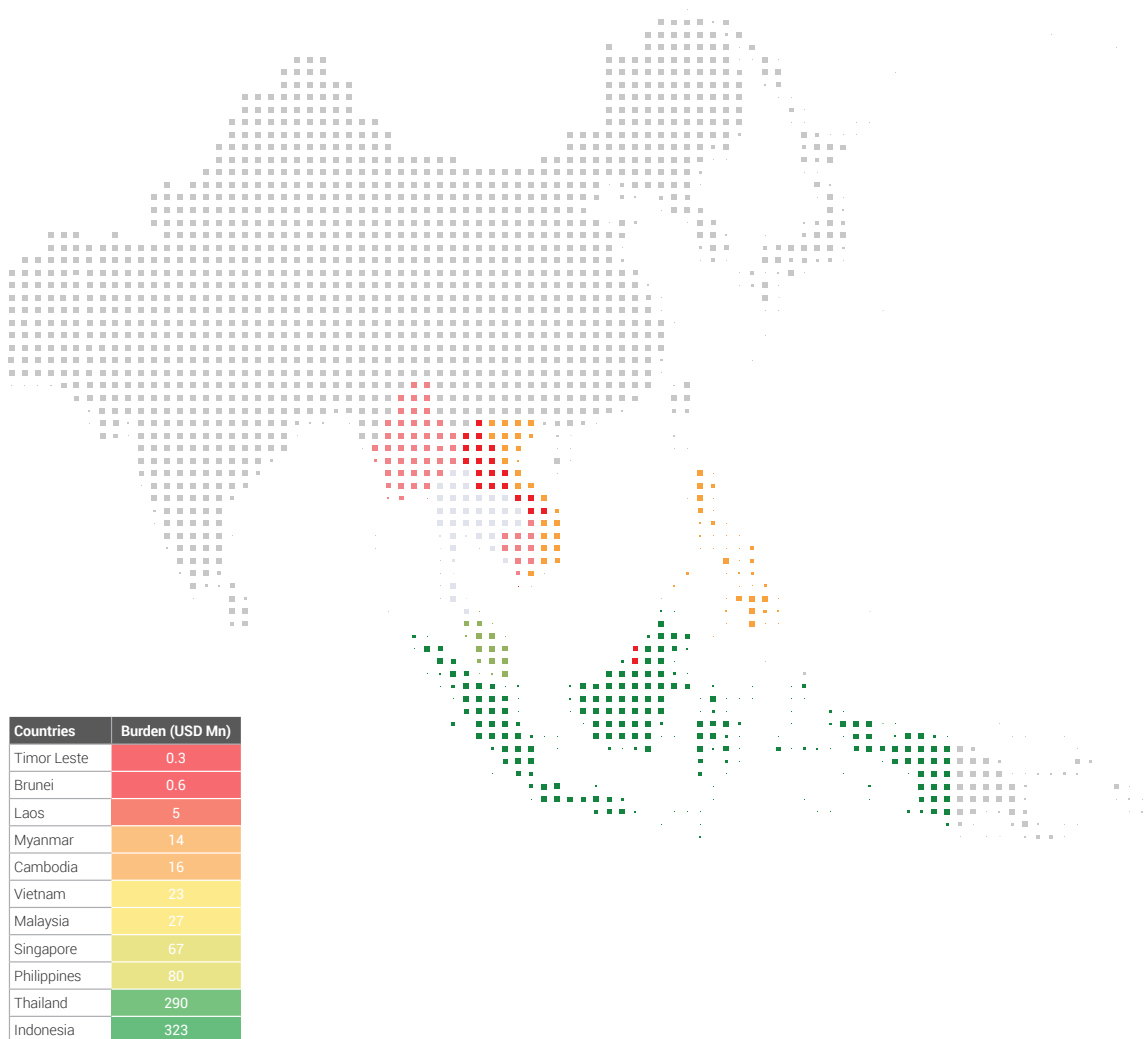 Countries Burden (USD Mn)
Timor Leste 0.3
Brunei 0.6
Laos 5
Myanmar 14
Cambodia 16
Vietnam 23
Malaysia 27
Singapore 67
Philippines 80
Thailand 290
Indonesia 323